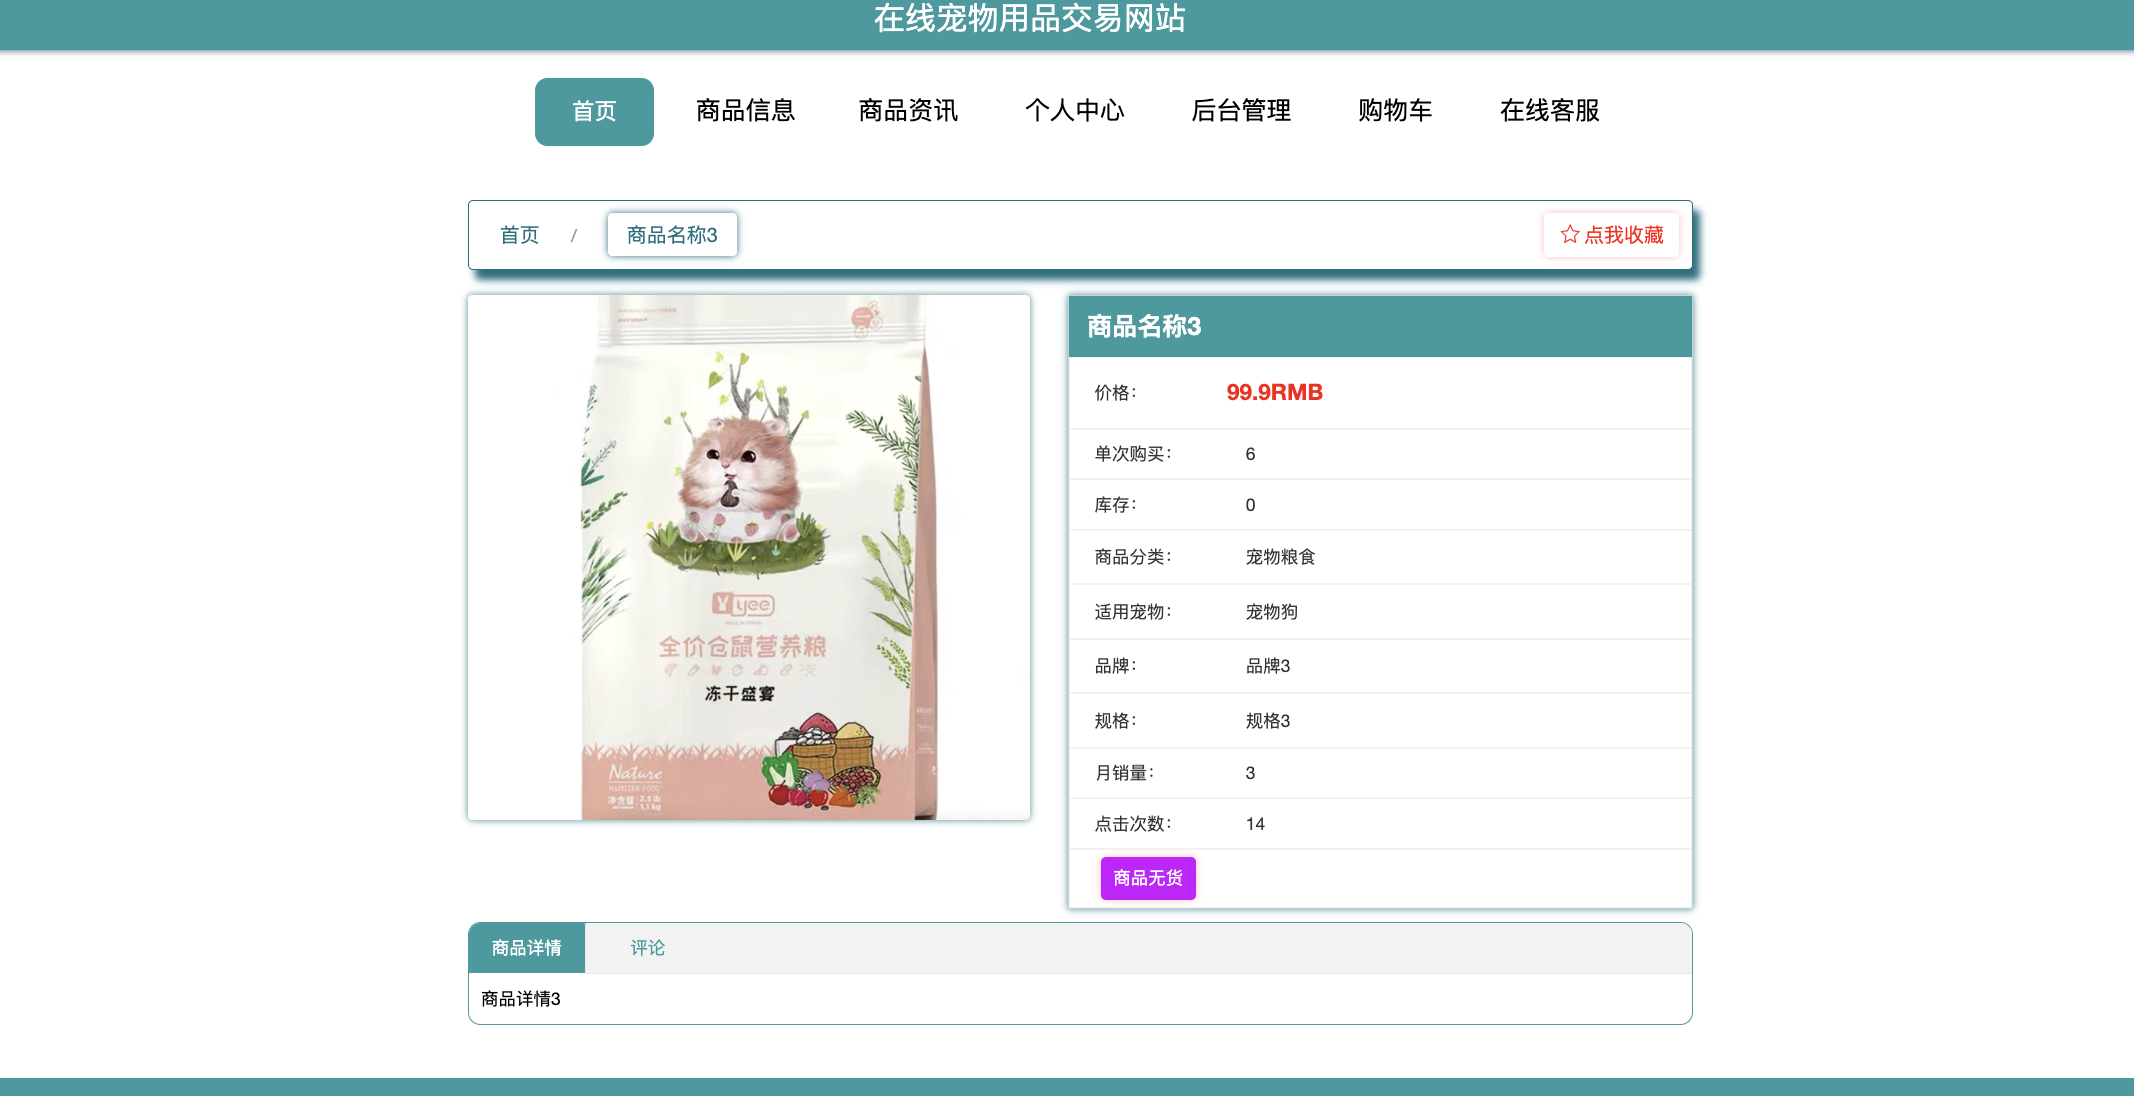 在线宠物用品交易网站
首页 商品信息 商品资讯 个人中心 后台管理 购物车 在线客服
首页 / 商品名称3
点我收藏
yee
MADE IN CHINA
全价仓鼠营养粮
冻干盛宴
Nature
HAMSTER FOOD
净含量 2.5 lb
1.1 kg
商品名称3
价格： 99.9RMB
单次购买： 6
库存： 0
商品分类： 宠物粮食
适用宠物： 宠物狗
品牌： 品牌3
规格： 规格3
月销量： 3
点击次数： 14
商品无货
商品详情 评论
商品详情3